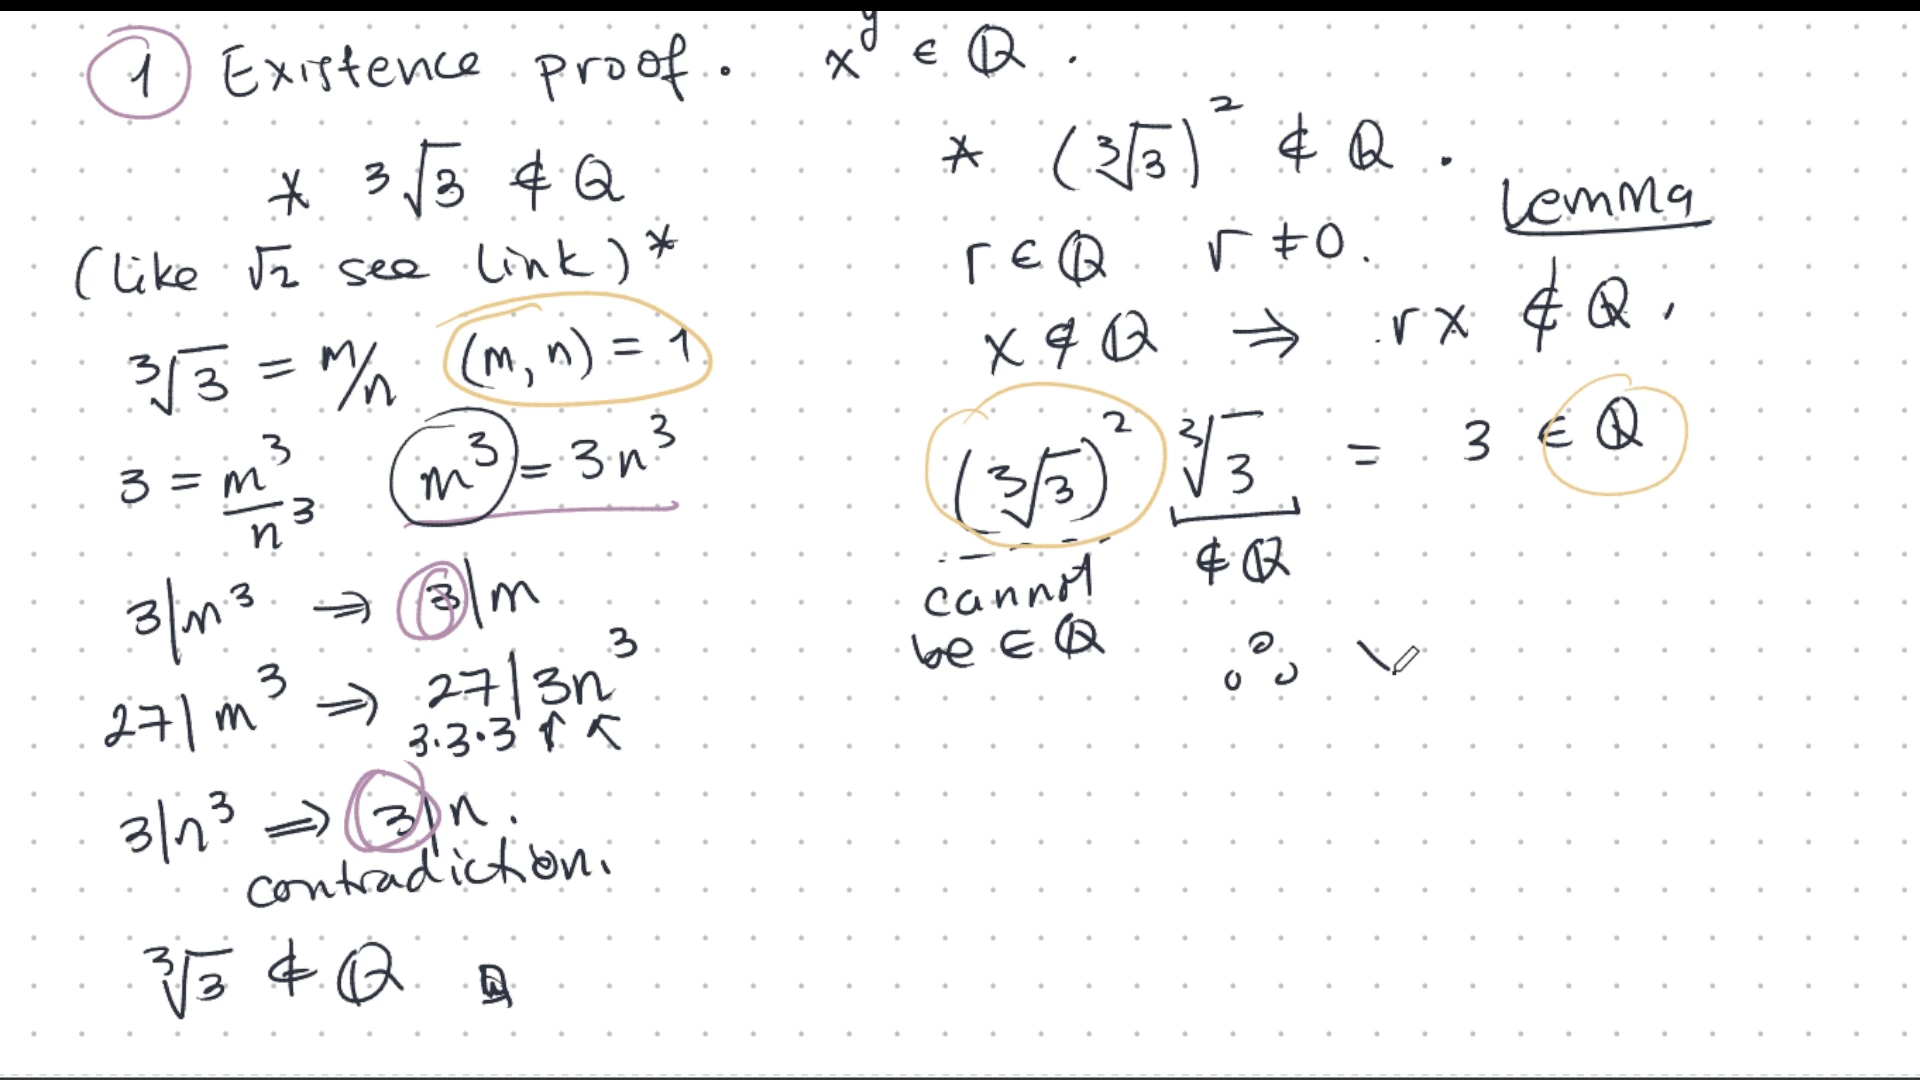 1 Existence proof. x^y ∈ ℚ.
* ∛3 ∉ ℚ
(like √2 see link)*
∛3 = m/n (m, n) = 1
3 = m³/n³ m³ = 3n³
3|m³ ⇒ 3|m
27|m³ ⇒ 27|3n³
3·3·3 ↑ ↖
3|n³ ⇒ 3|n.
contradiction.
∛3 ∉ ℚ
* (∛3)² ∉ ℚ.
Lemma
r ∈ ℚ r ≠ 0.
x ∉ ℚ ⇒ rx ∉ ℚ.
(∛3)² ∛3 = 3 ∈ ℚ
∉ ℚ
cannot
be ∈ ℚ